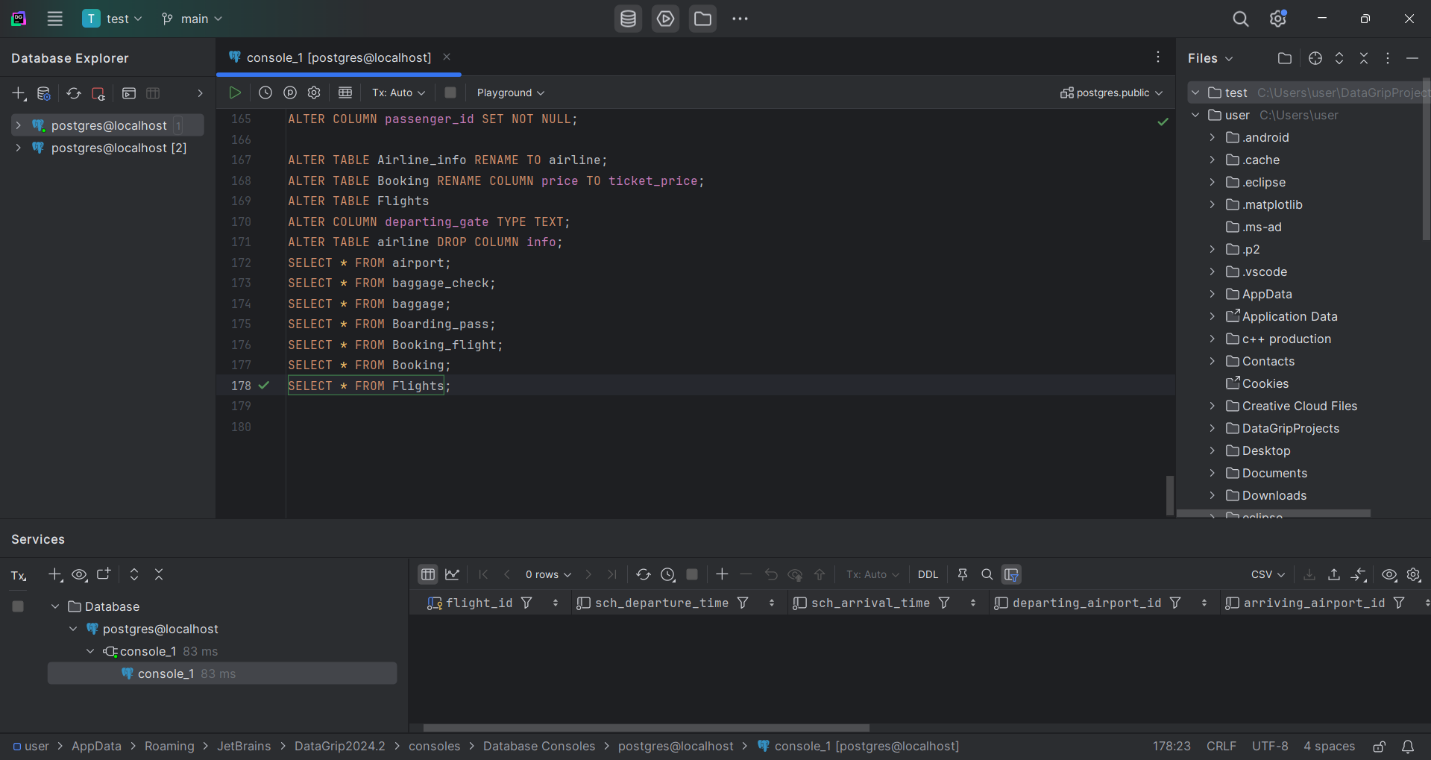 DG
T test
main
Database Explorer
console_1 [postgres@localhost]
Files
Tx: Auto
Playground
postgres.public
postgres@localhost 1
postgres@localhost [2]
165 ALTER COLUMN passenger_id SET NOT NULL;
166
167 ALTER TABLE Airline_info RENAME TO airline;
168 ALTER TABLE Booking RENAME COLUMN price TO ticket_price;
169 ALTER TABLE Flights
170 ALTER COLUMN departing_gate TYPE TEXT;
171 ALTER TABLE airline DROP COLUMN info;
172 SELECT * FROM airport;
173 SELECT * FROM baggage_check;
174 SELECT * FROM baggage;
175 SELECT * FROM Boarding_pass;
176 SELECT * FROM Booking_flight;
177 SELECT * FROM Booking;
178 SELECT * FROM Flights;
179
180
test C:\Users\user\DataGripProject
user C:\Users\user
.android
.cache
.eclipse
.matplotlib
.ms-ad
.p2
.vscode
AppData
Application Data
c++ production
Contacts
Cookies
Creative Cloud Files
DataGripProjects
Desktop
Documents
Downloads
eclipse
Services
Tx
0 rows
Tx: Auto
DDL
CSV
Database
postgres@localhost
console_1 83 ms
console_1 83 ms
flight_id
sch_departure_time
sch_arrival_time
departing_airport_id
arriving_airport_id
user > AppData > Roaming > JetBrains > DataGrip2024.2 > consoles > Database Consoles > postgres@localhost > console_1 [postgres@localhost]
178:23 CRLF UTF-8 4 spaces